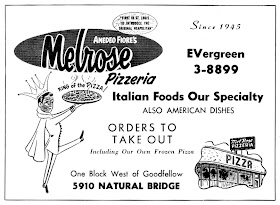 "FIRST IN ST. LOUIS
TO INTRODUCE THE
ORIGINAL NEAPOLITAN"
AMEDEO FIORE'S
Melrose
Pizzeria
KING of the PIZZA!
Since 1945
EVergreen
3-8899
Italian Foods Our Specialty
ALSO AMERICAN DISHES
ORDERS TO
TAKE OUT
Including Our Own Frozen Pizza
One Block West of Goodfellow
5910 NATURAL BRIDGE
Melrose
PIZZERIA
PIZZA